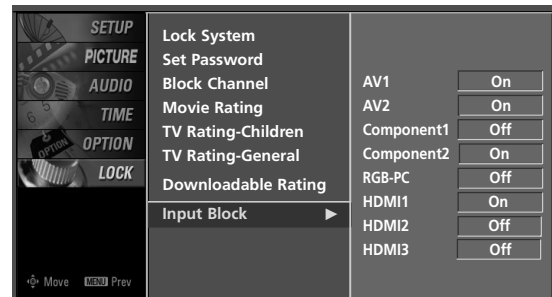 SETUP
PICTURE
AUDIO
TIME
OPTION
LOCK
Move MENU Prev
Lock System
Set Password
Block Channel
Movie Rating
TV Rating-Children
TV Rating-General
Downloadable Rating
Input Block ►
AV1 On
AV2 On
Component1 Off
Component2 On
RGB-PC Off
HDMI1 On
HDMI2 Off
HDMI3 Off